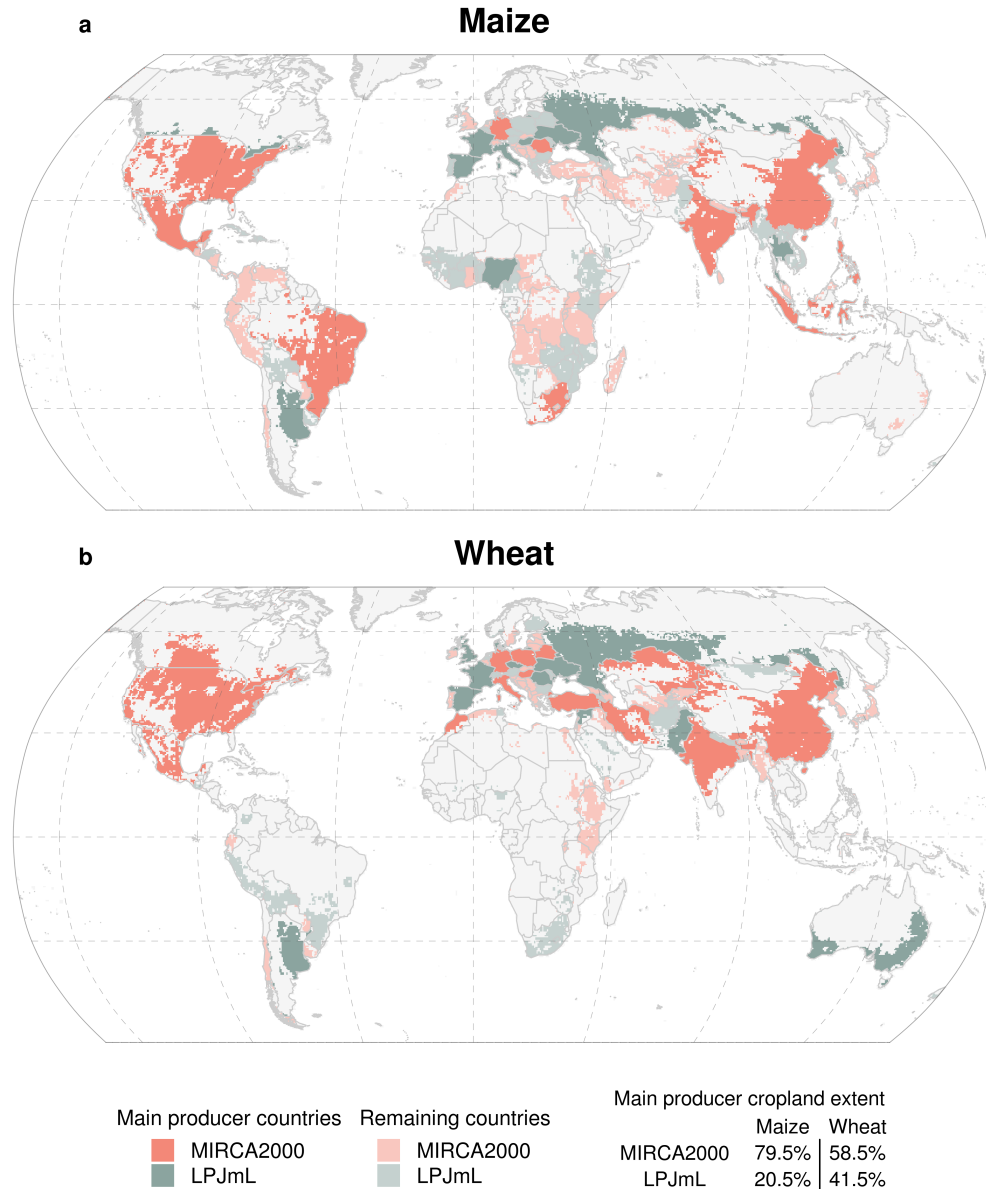 a
Maize
b
Wheat
Main producer countries
MIRCA2000
LPJmL
Remaining countries
MIRCA2000
LPJmL
Main producer cropland extent
Maize Wheat
MIRCA2000 79.5% 58.5%
LPJmL 20.5% 41.5%